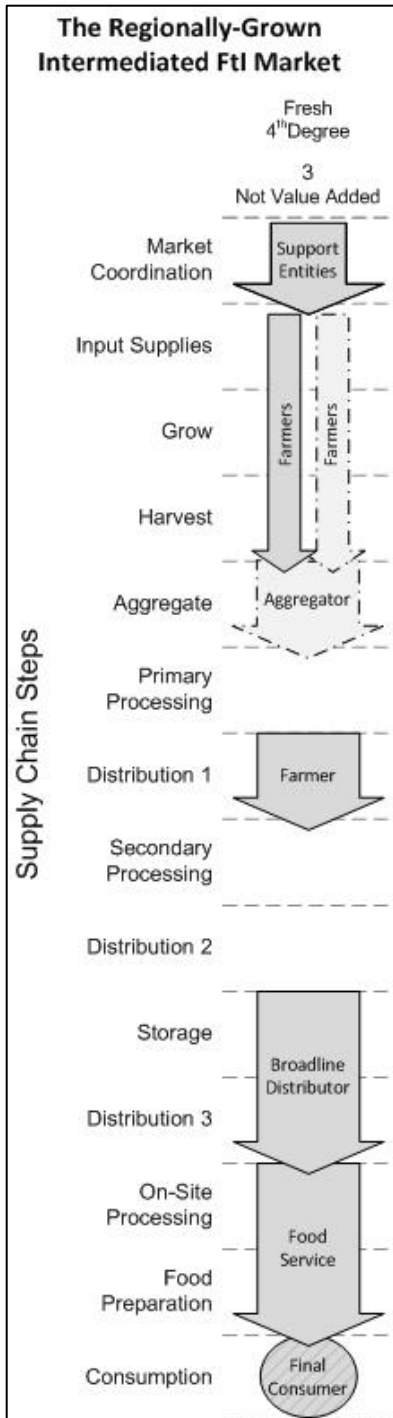 The Regionally-Grown
Intermediated FtI Market
Fresh
4thDegree
3
Not Value Added
Supply Chain Steps
Market
Coordination
Support
Entities
Input Supplies
Grow
Harvest
Farmers
Farmers
Aggregate
Aggregator
Primary
Processing
Distribution 1
Farmer
Secondary
Processing
Distribution 2
Storage
Broadline
Distributor
Distribution 3
On-Site
Processing
Food
Service
Food
Preparation
Consumption
Final
Consumer